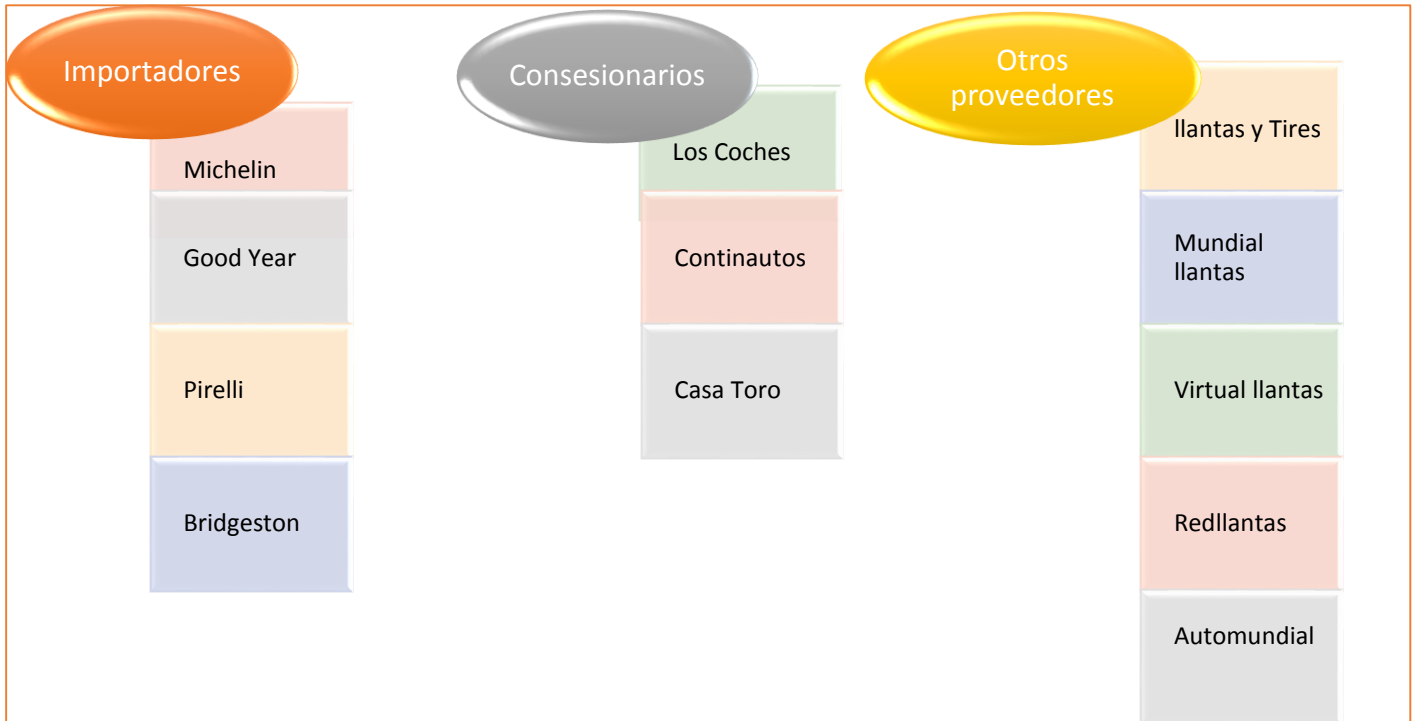 Importadores
Michelin
Good Year
Pirelli
Bridgeston
Consesionarios
Los Coches
Continautos
Casa Toro
Otros
proveedores
llantas y Tires
Mundial
llantas
Virtual llantas
Redllantas
Automundial